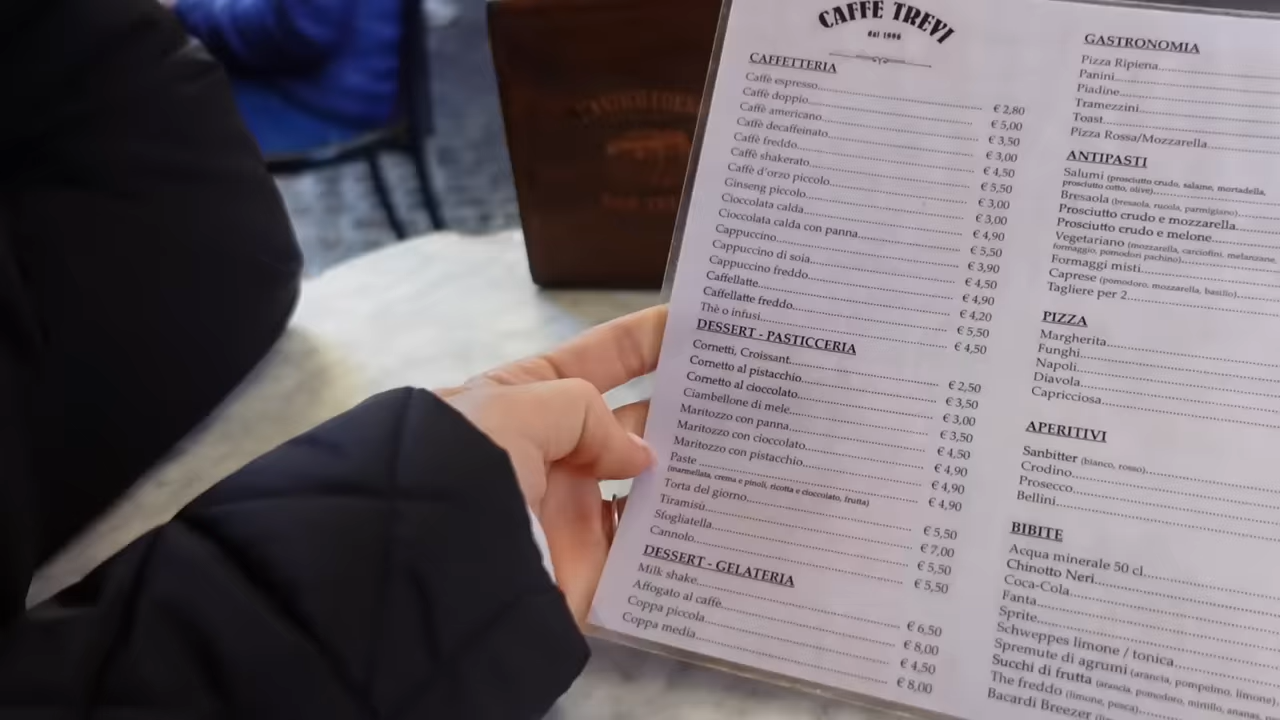 CAFFE TREVI
dal 1996
CAFFETTERIA
Caffè espresso € 2,80
Caffè doppio € 5,00
Caffè americano € 3,50
Caffè decaffeinato € 3,00
Caffè freddo € 4,50
Caffè shakerato € 5,50
Caffè d'orzo piccolo € 3,00
Ginseng piccolo € 3,00
Cioccolata calda € 4,90
Cioccolata calda con panna € 5,50
Cappuccino € 3,90
Cappuccino di soia € 4,50
Cappuccino freddo € 4,90
Caffellatte € 4,20
Caffellatte freddo € 5,50
Thè o infusi € 4,50
DESSERT - PASTICCERIA
Cornetti, Croissant € 2,50
Cornetto al pistacchio € 3,50
Cornetto al cioccolato € 3,00
Ciambellone di mele € 3,50
Maritozzo con panna € 4,50
Maritozzo con cioccolato € 4,90
Maritozzo con pistacchio € 4,90
Paste € 4,90
(marmellata, crema e pinoli, ricotta e cioccolato, frutta)
Torta del giorno € 5,50
Tiramisù € 7,00
Sfogliatella € 5,50
Cannolo € 5,50
DESSERT - GELATERIA
Milk shake € 6,50
Affogato al caffè € 8,00
Coppa piccola € 4,50
Coppa media € 8,00
GASTRONOMIA
Pizza Ripiena
Panini
Piadine
Tramezzini
Toast
Pizza Rossa/Mozzarella
ANTIPASTI
Salumi (prosciutto crudo, salame, mortadella,
prosciutto cotto, olive)
Bresaola (bresaola, rucola, parmigiano)
Prosciutto crudo e mozzarella
Prosciutto crudo e melone
Vegetariano (mozzarella, carciofini, melanzane,
formaggio, pomodori pachino)
Formaggi misti
Caprese (pomodoro, mozzarella, basilico)
Tagliere per 2
PIZZA
Margherita
Funghi
Napoli
Diavola
Capricciosa
APERITIVI
Sanbitter (bianco, rosso)
Crodino
Prosecco
Bellini
BIBITE
Acqua minerale 50 cl
Chinotto Neri
Coca-Cola
Fanta
Sprite
Schweppes limone / tonica
Spremute di agrumi (arancia, pompelmo, limone)
Succhi di frutta (arancia, pomodoro, mirtillo, ananas,
The freddo (limone, pesca)
Bacardi Breezer